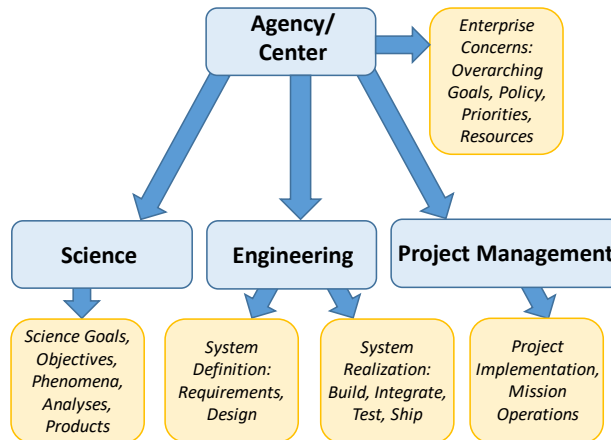 Agency/
Center
Enterprise
Concerns:
Overarching
Goals, Policy,
Priorities,
Resources
Science
Engineering
Project Management
Science Goals,
Objectives,
Phenomena,
Analyses,
Products
System
Definition:
Requirements,
Design
System
Realization:
Build, Integrate,
Test, Ship
Project
Implementation,
Mission
Operations